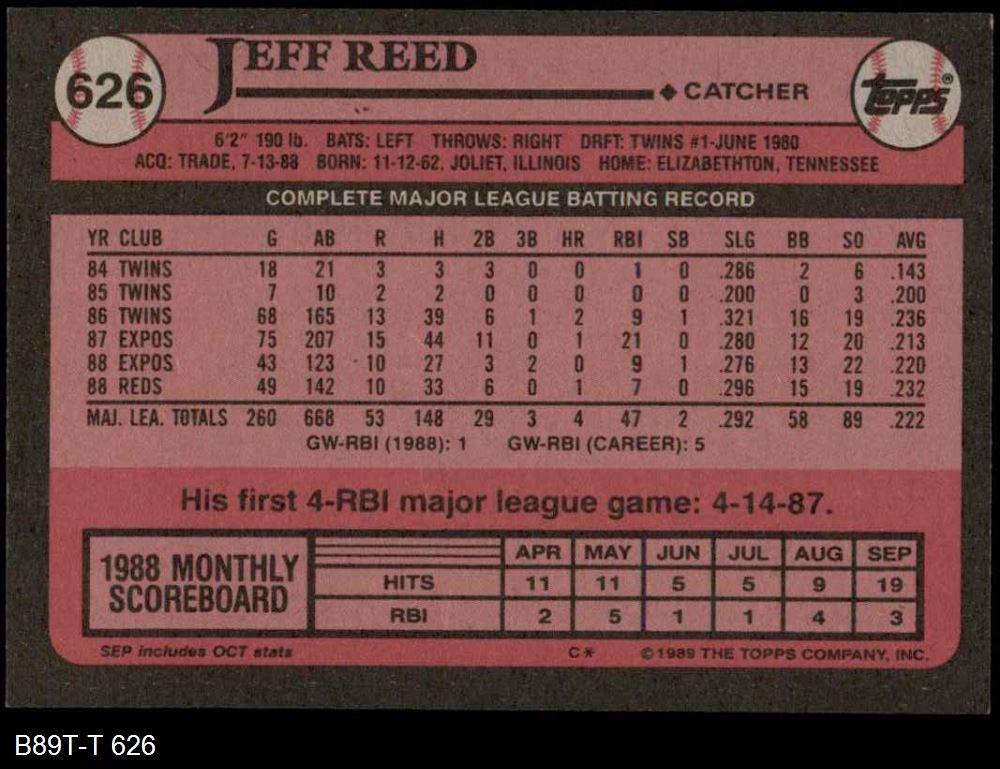 626
JEFF REED
◆ CATCHER
TOPPS®
6'2" 190 lb. BATS: LEFT THROWS: RIGHT DRFT: TWINS #1-JUNE 1980
ACQ: TRADE, 7-13-88 BORN: 11-12-62, JOLIET, ILLINOIS HOME: ELIZABETHTON, TENNESSEE
COMPLETE MAJOR LEAGUE BATTING RECORD
YR CLUB G AB R H 2B 3B HR RBI SB SLG BB SO AVG
84 TWINS 18 21 3 3 3 0 0 1 0 .286 2 6 .143
85 TWINS 7 10 2 2 0 0 0 0 0 .200 0 3 .200
86 TWINS 68 165 13 39 6 1 2 9 1 .321 16 19 .236
87 EXPOS 75 207 15 44 11 0 1 21 0 .280 12 20 .213
88 EXPOS 43 123 10 27 3 2 0 9 1 .276 13 22 .220
88 REDS 49 142 10 33 6 0 1 7 0 .296 15 19 .232
MAJ. LEA. TOTALS 260 668 53 148 29 3 4 47 2 .292 58 89 .222
GW-RBI (1988): 1 GW-RBI (CAREER): 5
His first 4-RBI major league game: 4-14-87.
1988 MONTHLY SCOREBOARD
APR MAY JUN JUL AUG SEP
HITS 11 11 5 5 9 19
RBI 2 5 1 1 4 3
SEP includes OCT stats C* ©1989 THE TOPPS COMPANY, INC.
B89T-T 626